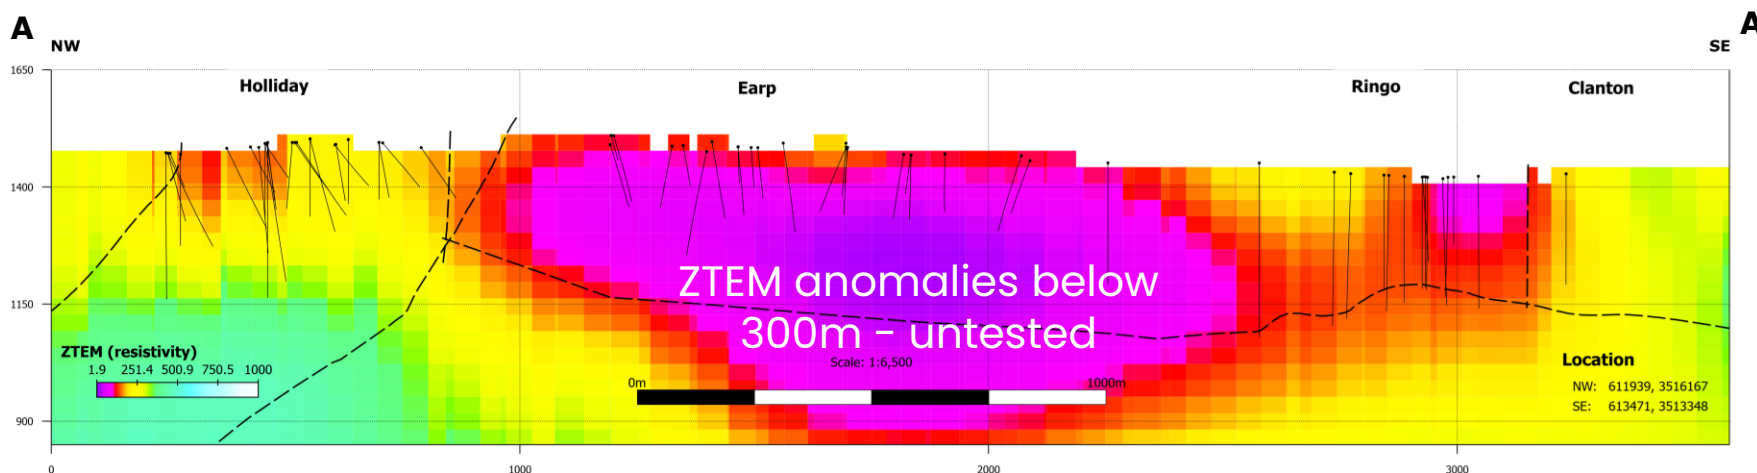 A
A
NW
SE
1650
Holliday
Earp
Ringo
Clanton
1400
ZTEM anomalies below
1150
300m - untested
ZTEM (resistivity)
1.9 251.4 500.9 750.5 1000
Scale: 1:6,500
0m
1000m
Location
NW: 611939, 3516167
SE: 613471, 3513348
900
0
1000
2000
3000